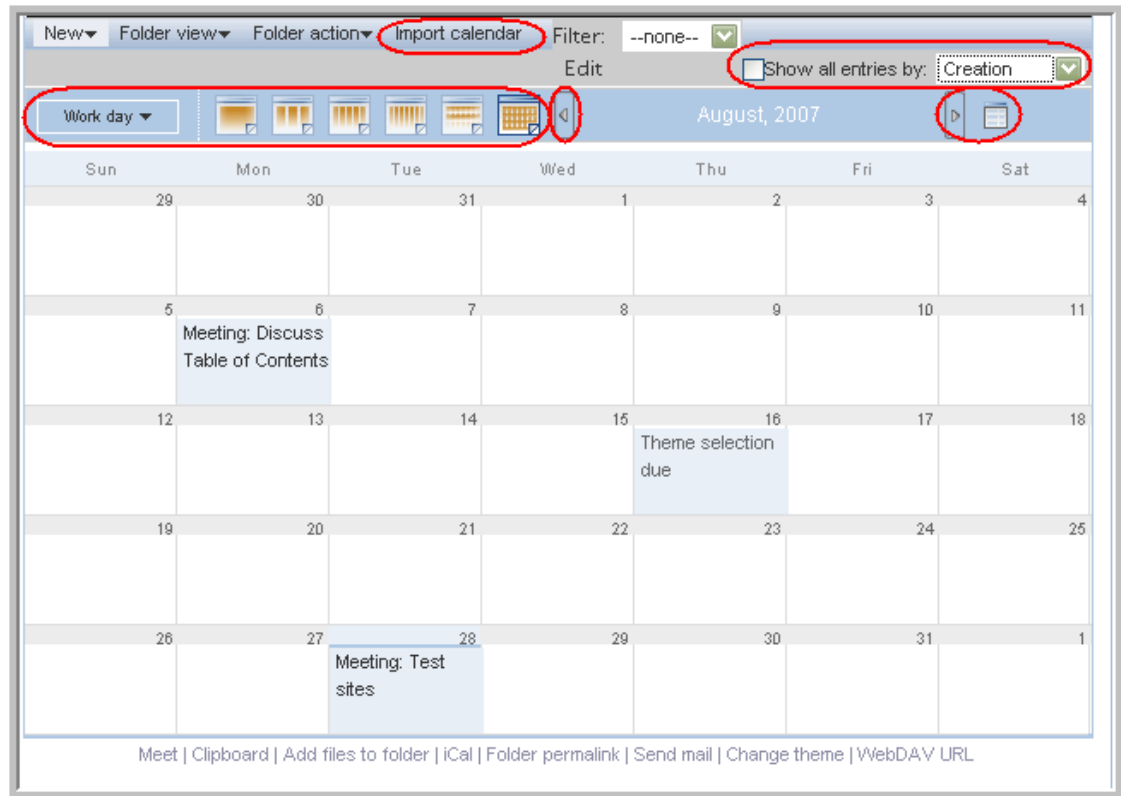 New Folder view Folder action Import calendar Filter: --none--
Edit Show all entries by: Creation
Work day August, 2007
Sun Mon Tue Wed Thu Fri Sat
29 30 31 1 2 3 4
5 6 7 8 9 10 11
Meeting: Discuss
Table of Contents
12 13 14 15 16 17 18
Theme selection
due
19 20 21 22 23 24 25
26 27 28 29 30 31 1
Meeting: Test
sites
Meet | Clipboard | Add files to folder | iCal | Folder permalink | Send mail | Change theme | WebDAV URL